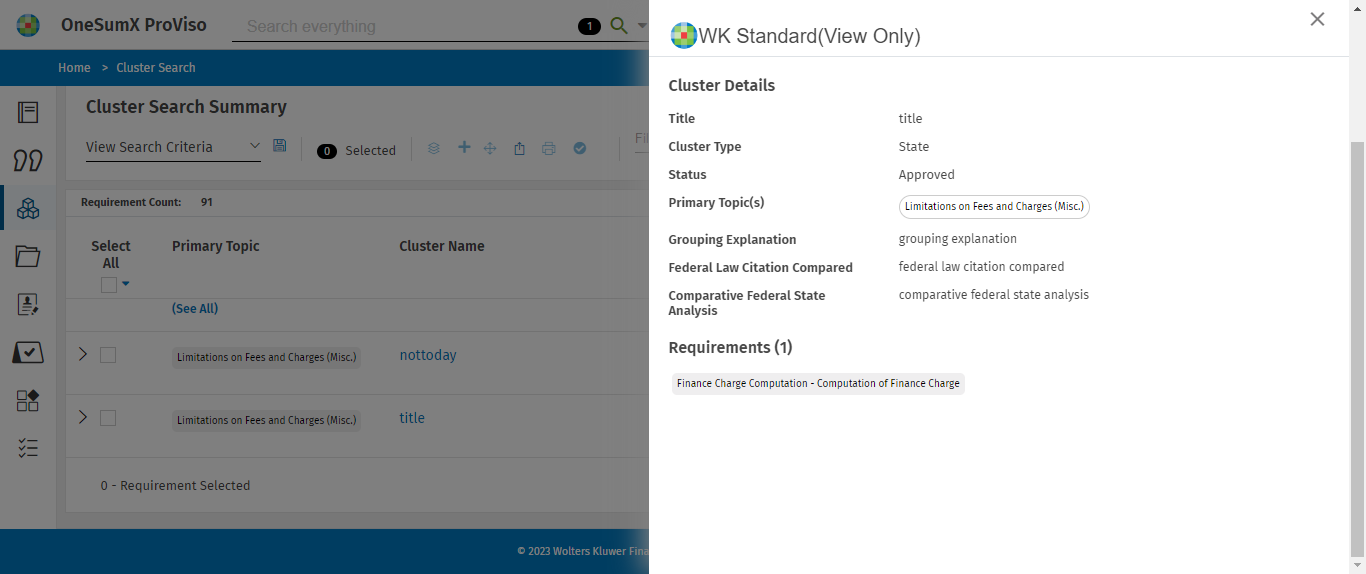 OneSumX ProViso
Search everything
1
Home > Cluster Search
Cluster Search Summary
View Search Criteria
0 Selected
Fil
Requirement Count: 91
Select All
Primary Topic
Cluster Name
(See All)
Limitations on Fees and Charges (Misc.)
nottoday
Limitations on Fees and Charges (Misc.)
title
0 - Requirement Selected
© 2023 Wolters Kluwer Fina
WK Standard(View Only)
Cluster Details
Title title
Cluster Type State
Status Approved
Primary Topic(s) Limitations on Fees and Charges (Misc.)
Grouping Explanation grouping explanation
Federal Law Citation Compared federal law citation compared
Comparative Federal State Analysis comparative federal state analysis
Requirements (1)
Finance Charge Computation - Computation of Finance Charge